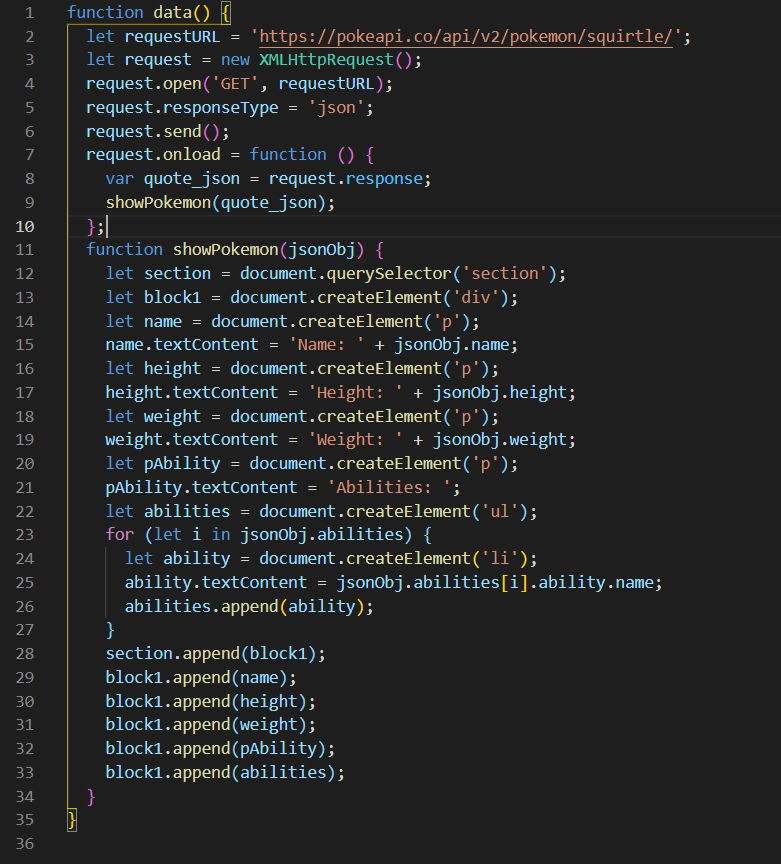 1 function data() {
2 let requestURL = 'https://pokeapi.co/api/v2/pokemon/squirtle/';
3 let request = new XMLHttpRequest();
4 request.open('GET', requestURL);
5 request.responseType = 'json';
6 request.send();
7 request.onload = function () {
8 var quote_json = request.response;
9 showPokemon(quote_json);
10 };
11 function showPokemon(jsonObj) {
12 let section = document.querySelector('section');
13 let block1 = document.createElement('div');
14 let name = document.createElement('p');
15 name.textContent = 'Name: ' + jsonObj.name;
16 let height = document.createElement('p');
17 height.textContent = 'Height: ' + jsonObj.height;
18 let weight = document.createElement('p');
19 weight.textContent = 'Weight: ' + jsonObj.weight;
20 let pAbility = document.createElement('p');
21 pAbility.textContent = 'Abilities: ';
22 let abilities = document.createElement('ul');
23 for (let i in jsonObj.abilities) {
24 let ability = document.createElement('li');
25 ability.textContent = jsonObj.abilities[i].ability.name;
26 abilities.append(ability);
27 }
28 section.append(block1);
29 block1.append(name);
30 block1.append(height);
31 block1.append(weight);
32 block1.append(pAbility);
33 block1.append(abilities);
34 }
35 }
36